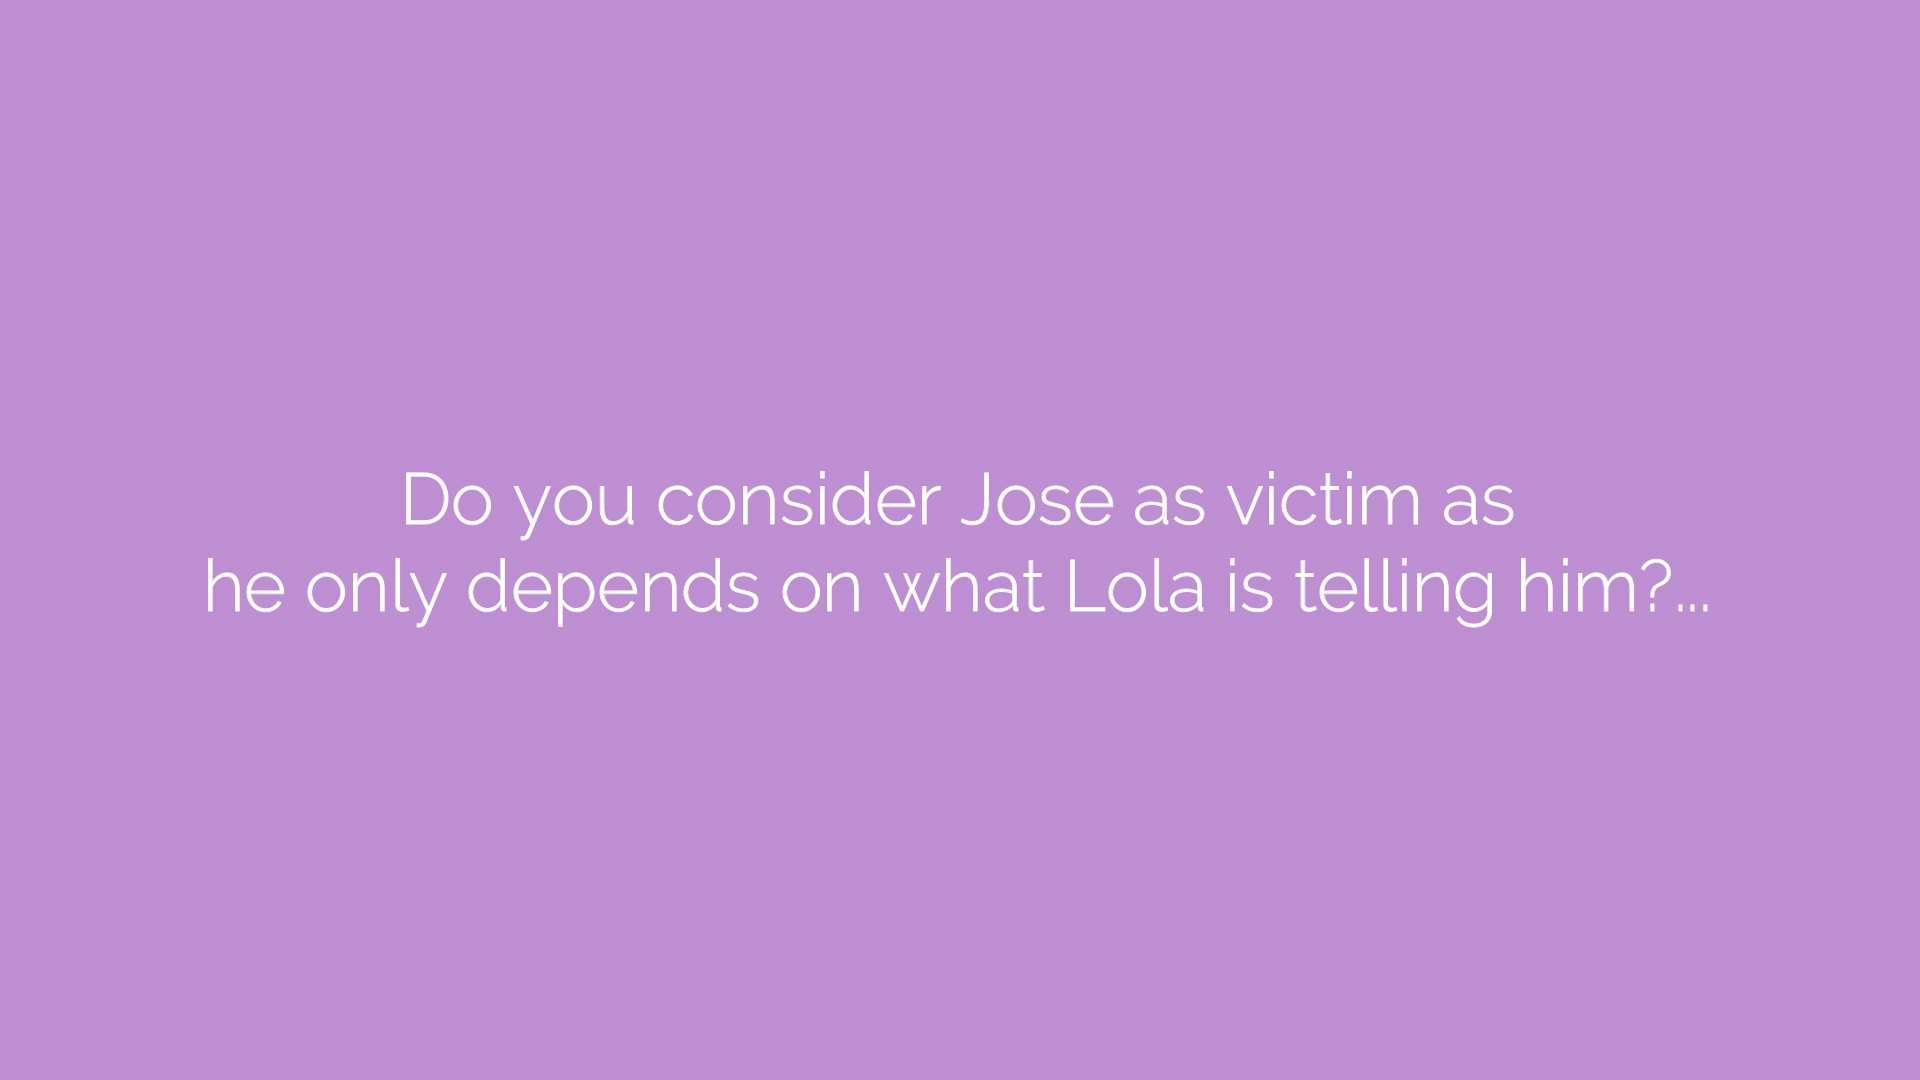 Do you consider Jose as victim as
he only depends on what Lola is telling him?...